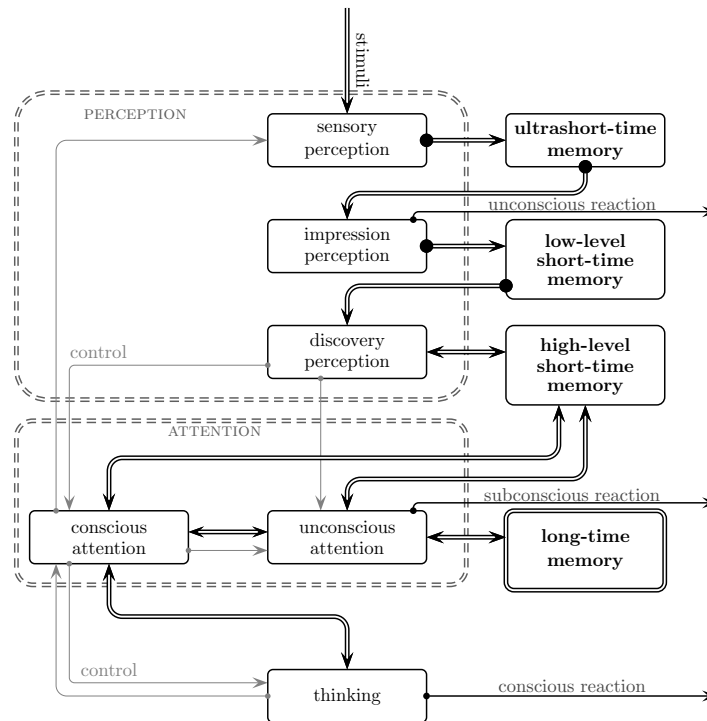 stimuli
PERCEPTION
sensory
perception
ultrashort-time
memory
unconscious reaction
impression
perception
low-level
short-time
memory
discovery
perception
high-level
short-time
memory
control
ATTENTION
conscious
attention
unconscious
attention
subconscious reaction
long-time
memory
control
thinking
conscious reaction